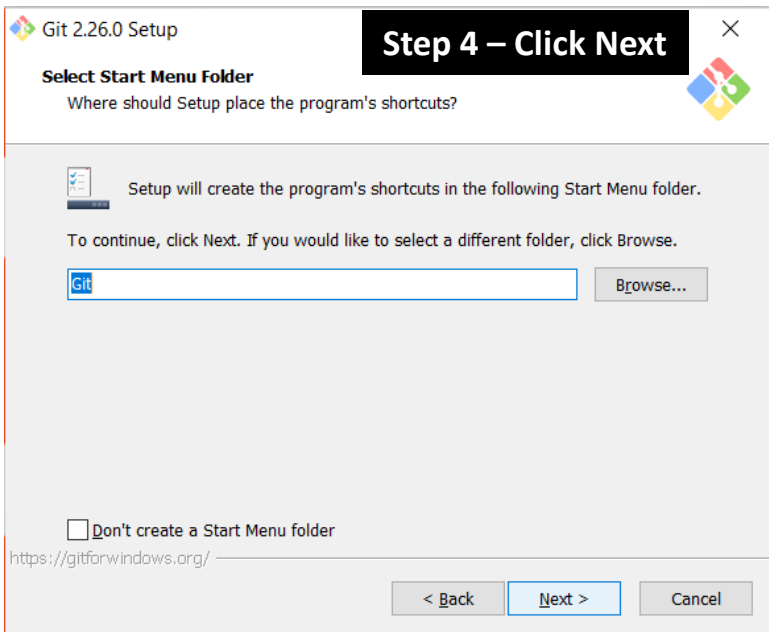 Git 2.26.0 Setup
Step 4 – Click Next
Select Start Menu Folder
Where should Setup place the program's shortcuts?
Setup will create the program's shortcuts in the following Start Menu folder.
To continue, click Next. If you would like to select a different folder, click Browse.
Git
Browse...
Don't create a Start Menu folder
https://gitforwindows.org/
< Back
Next >
Cancel